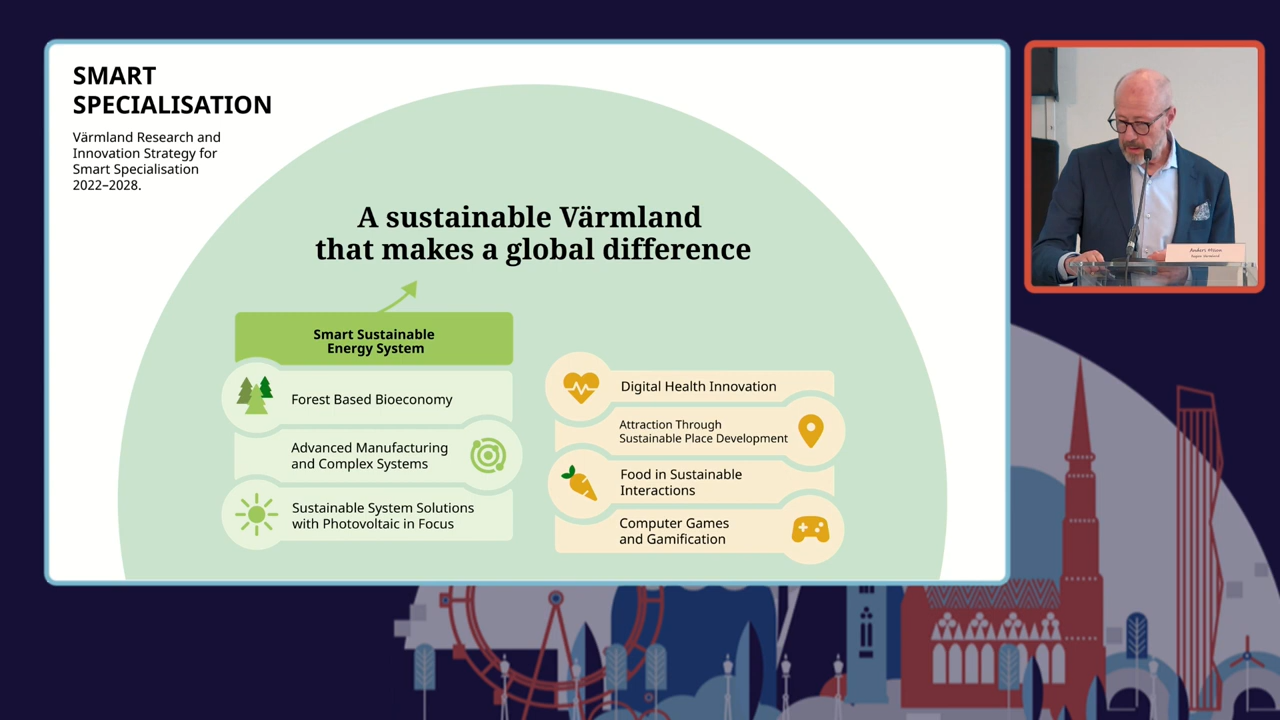 SMART
SPECIALISATION
Värmland Research and
Innovation Strategy for
Smart Specialisation
2022–2028.
A sustainable Värmland
that makes a global difference
Smart Sustainable
Energy System
Forest Based Bioeconomy
Advanced Manufacturing
and Complex Systems
Sustainable System Solutions
with Photovoltaic in Focus
Digital Health Innovation
Attraction Through
Sustainable Place Development
Food in Sustainable
Interactions
Computer Games
and Gamification
Anders